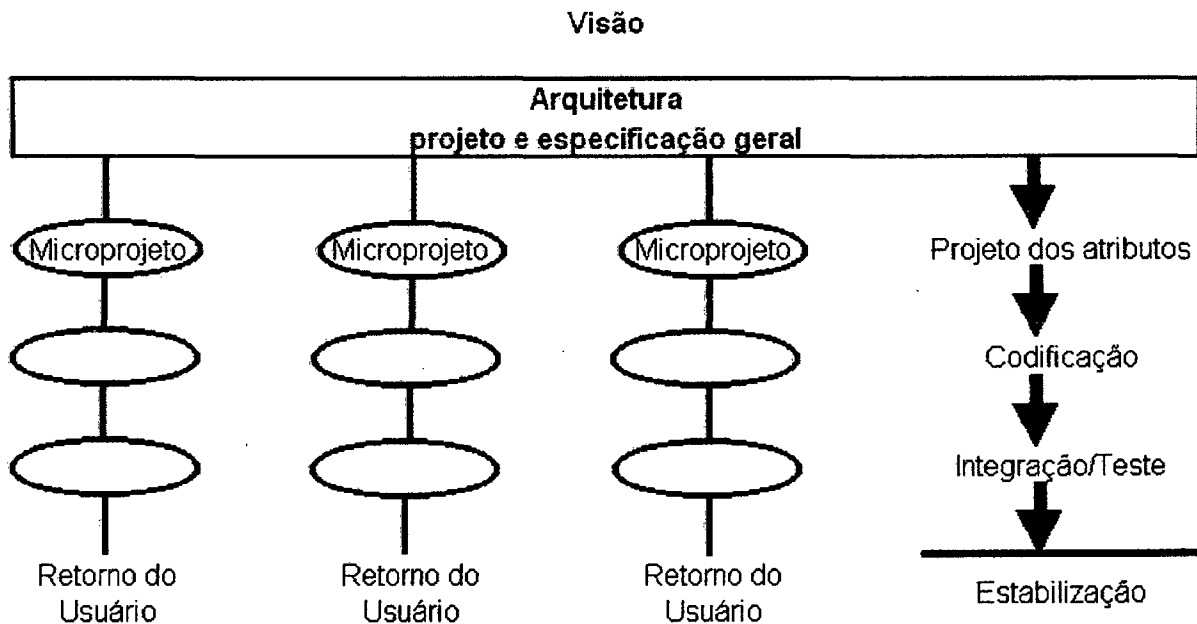 Visão
Arquitetura
projeto e especificação geral
Microprojeto
Microprojeto
Microprojeto
Projeto dos atributos
Codificação
Integração/Teste
Retorno do
Usuário
Retorno do
Usuário
Retorno do
Usuário
Estabilização